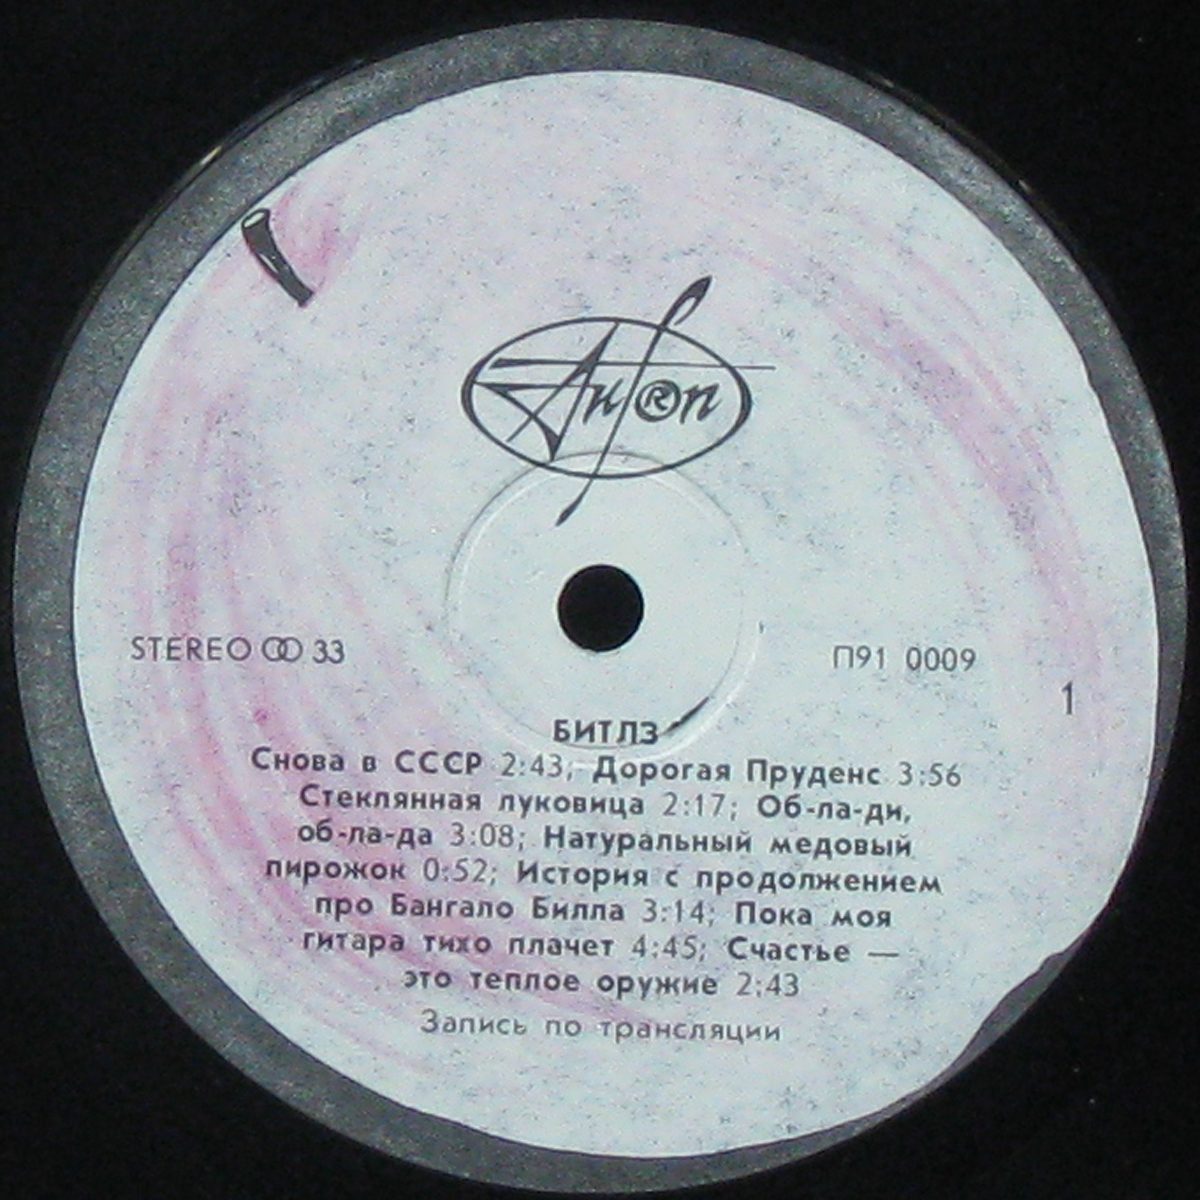 АнтRоп
STEREO 33
П91 0009
1
БИТЛЗ
Снова в СССР 2:43; Дорогая Пруденс 3:56
Стеклянная луковица 2:17; Об-ла-ди,
об-ла-да 3:08; Натуральный медовый
пирожок 0:52; История с продолжением
про Бангало Билла 3:14; Пока моя
гитара тихо плачет 4:45; Счастье —
это теплое оружие 2:43
Запись по трансляции